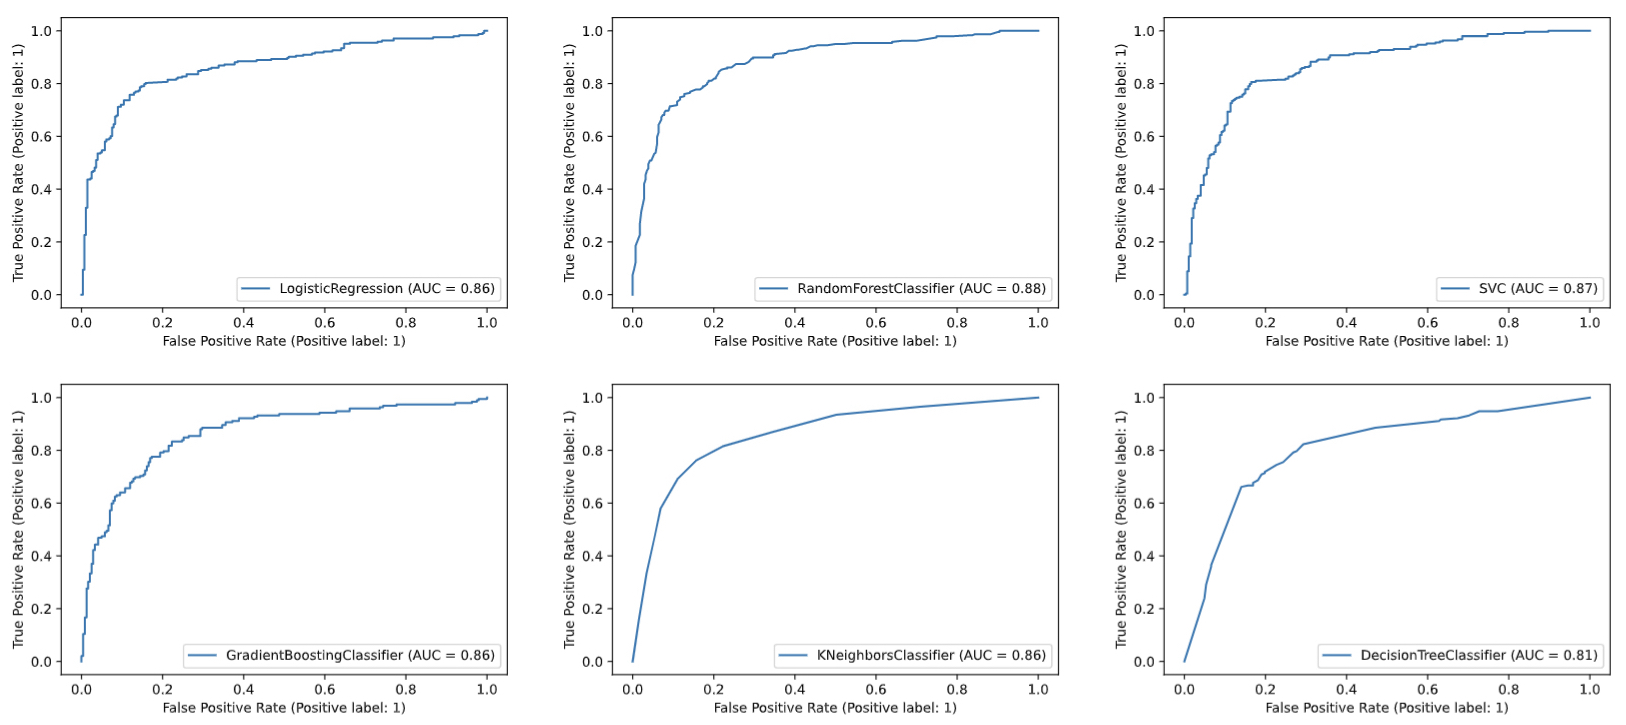 True Positive Rate (Positive label: 1)
1.0
0.8
0.6
0.4
0.2
0.0
LogisticRegression (AUC = 0.86)
0.0 0.2 0.4 0.6 0.8 1.0
False Positive Rate (Positive label: 1)
True Positive Rate (Positive label: 1)
1.0
0.8
0.6
0.4
0.2
0.0
RandomForestClassifier (AUC = 0.88)
0.0 0.2 0.4 0.6 0.8 1.0
False Positive Rate (Positive label: 1)
True Positive Rate (Positive label: 1)
1.0
0.8
0.6
0.4
0.2
0.0
SVC (AUC = 0.87)
0.0 0.2 0.4 0.6 0.8 1.0
False Positive Rate (Positive label: 1)
True Positive Rate (Positive label: 1)
1.0
0.8
0.6
0.4
0.2
0.0
GradientBoostingClassifier (AUC = 0.86)
0.0 0.2 0.4 0.6 0.8 1.0
False Positive Rate (Positive label: 1)
True Positive Rate (Positive label: 1)
1.0
0.8
0.6
0.4
0.2
0.0
KNeighborsClassifier (AUC = 0.86)
0.0 0.2 0.4 0.6 0.8 1.0
False Positive Rate (Positive label: 1)
True Positive Rate (Positive label: 1)
1.0
0.8
0.6
0.4
0.2
0.0
DecisionTreeClassifier (AUC = 0.81)
0.0 0.2 0.4 0.6 0.8 1.0
False Positive Rate (Positive label: 1)